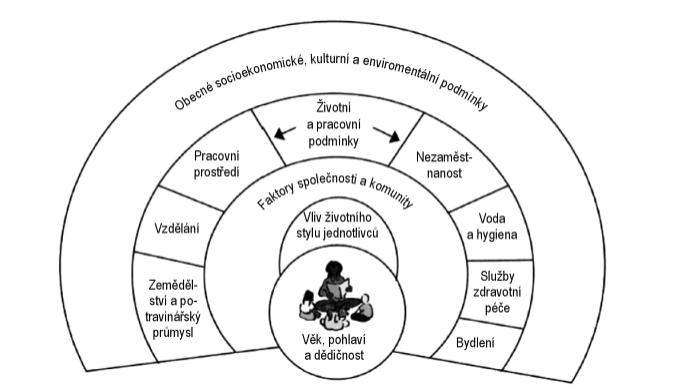 Obecné socioekonomické, kulturní a enviromentální podmínky
Životní
a pracovní
podmínky
Pracovní
prostředí
Nezaměst-
nanost
Faktory společnosti a komunity
Vzdělání
Vliv životního
stylu jednotlivců
Voda
a hygiena
Zeměděl-
ství a po-
travinářský
průmysl
Služby
zdravotní
péče
Věk, pohlaví
a dědičnost
Bydlení